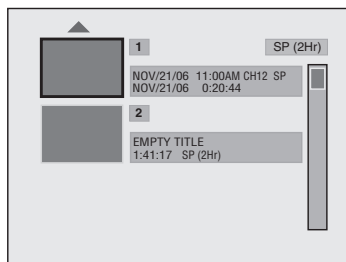 1
SP (2Hr)
NOV/21/06 11:00AM CH12 SP
NOV/21/06 0:20:44
2
EMPTY TITLE
1:41:17 SP (2Hr)